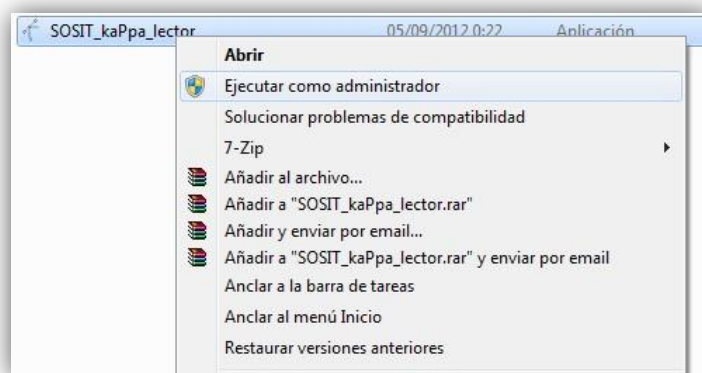 SOSIT_kaPpa_lector 05/09/2012 0:22 Aplicación
Abrir
Ejecutar como administrador
Solucionar problemas de compatibilidad
7-Zip
Añadir al archivo...
Añadir a "SOSIT_kaPpa_lector.rar"
Añadir y enviar por email...
Añadir a "SOSIT_kaPpa_lector.rar" y enviar por email
Anclar a la barra de tareas
Anclar al menú Inicio
Restaurar versiones anteriores